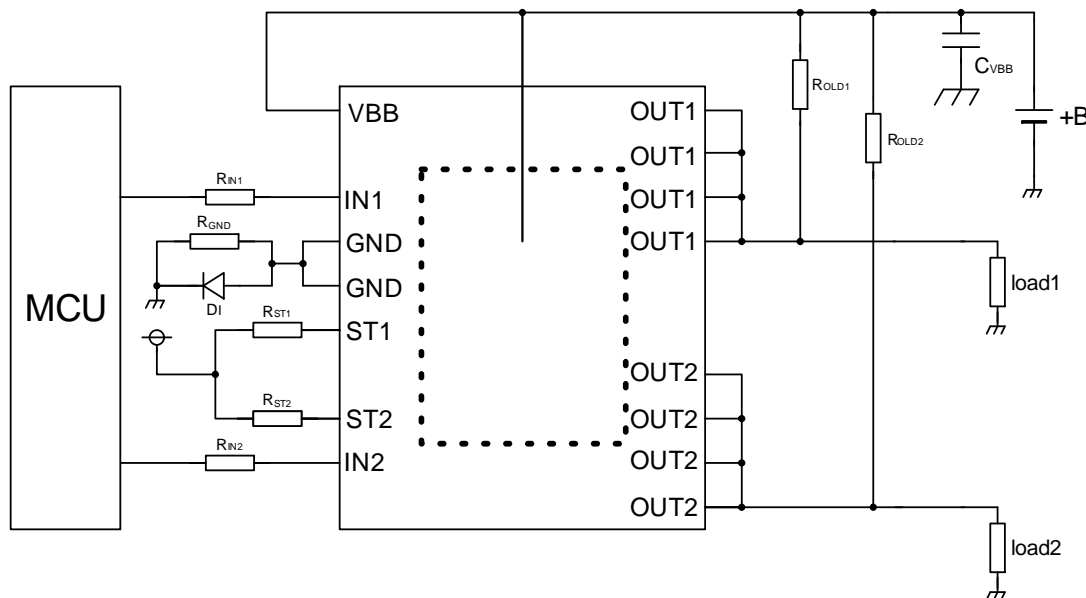 MCU
RIN1
RGND
DI
RST1
RST2
RIN2
VBB
IN1
GND
GND
ST1
ST2
IN2
OUT1
OUT1
OUT1
OUT1
OUT2
OUT2
OUT2
OUT2
ROLD1
ROLD2
CVBB
+B
load1
load2